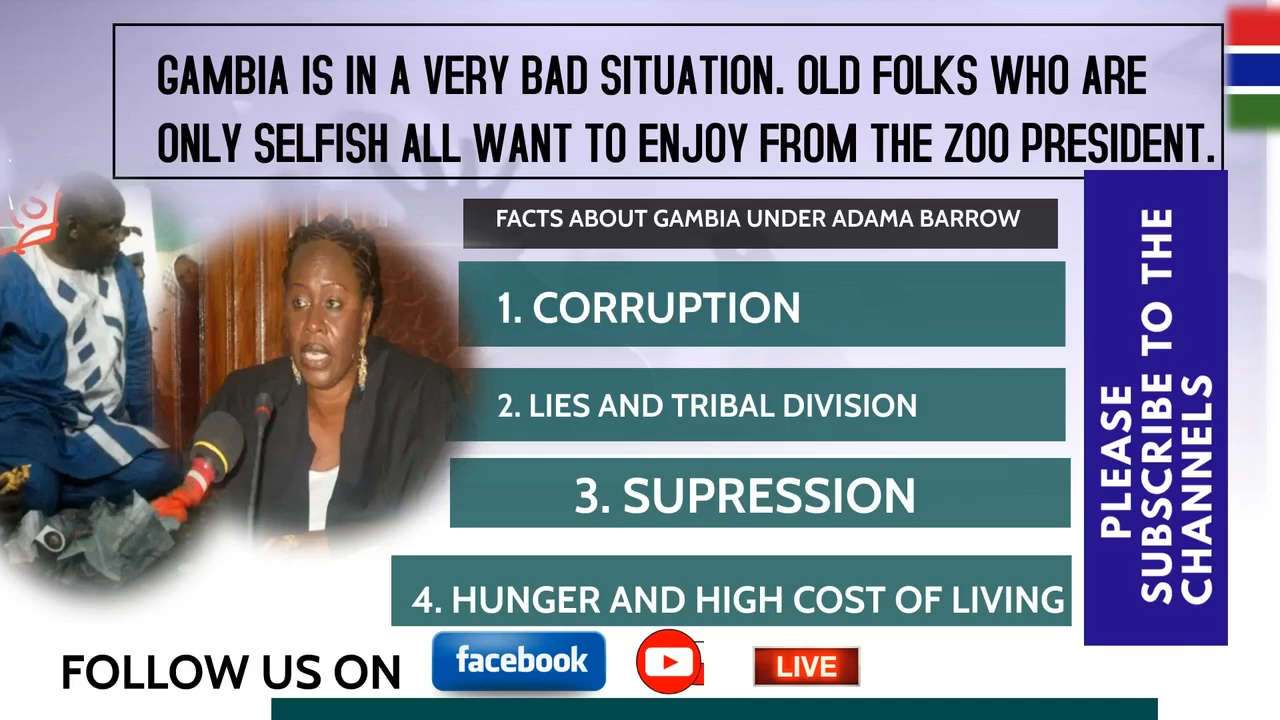 GAMBIA IS IN A VERY BAD SITUATION. OLD FOLKS WHO ARE
ONLY SELFISH ALL WANT TO ENJOY FROM THE ZOO PRESIDENT.
FACTS ABOUT GAMBIA UNDER ADAMA BARROW
1. CORRUPTION
2. LIES AND TRIBAL DIVISION
3. SUPRESSION
4. HUNGER AND HIGH COST OF LIVING
PLEASE
SUBSCRIBE TO THE
CHANNELS
FOLLOW US ON
facebook
LIVE